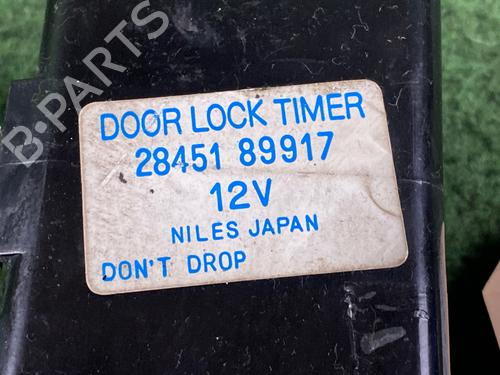 B-PARTS
DOOR LOCK TIMER
28451 89917
12V
NILES JAPAN
DON'T DROP